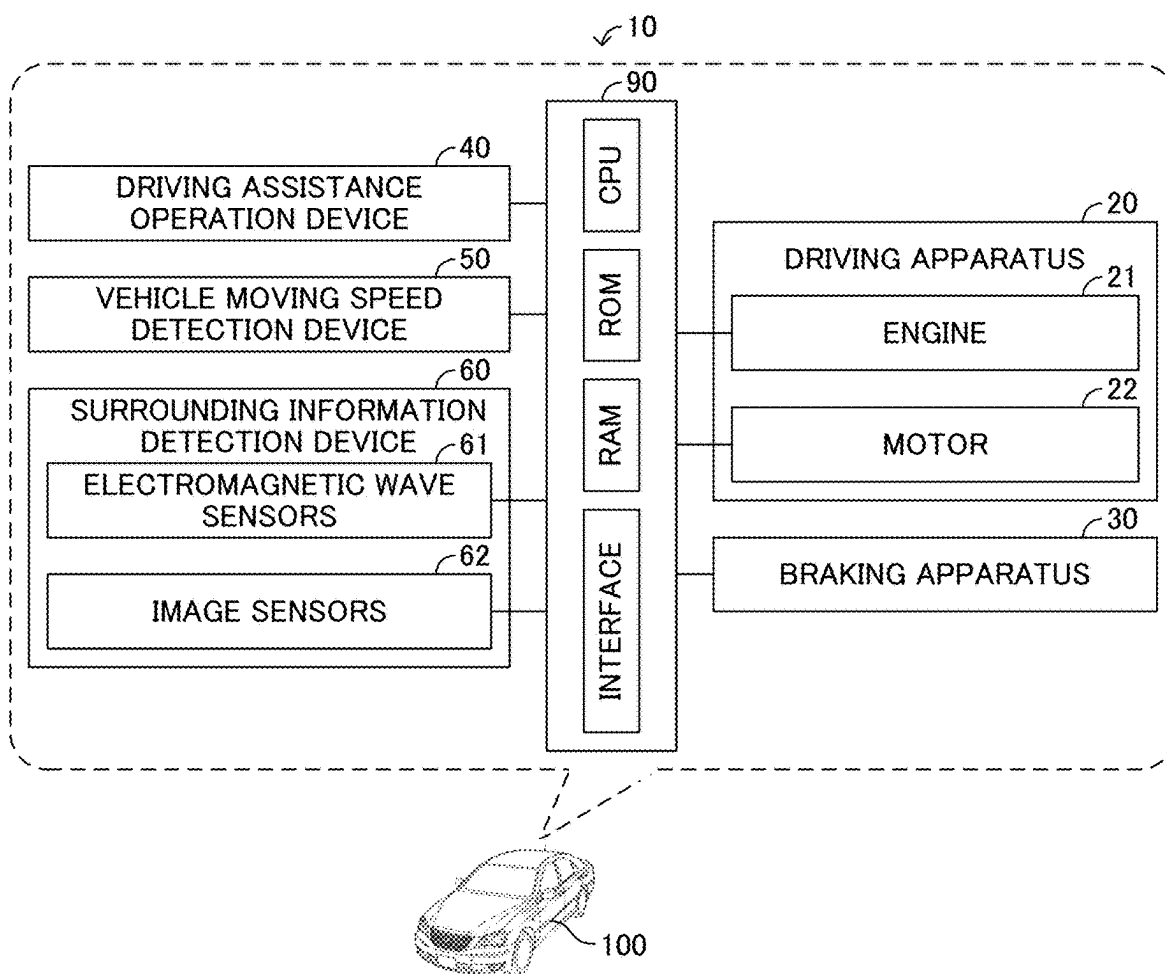 10
90
CPU
ROM
RAM
INTERFACE
40
DRIVING ASSISTANCE
OPERATION DEVICE
50
VEHICLE MOVING SPEED
DETECTION DEVICE
60
SURROUNDING INFORMATION
DETECTION DEVICE
61
ELECTROMAGNETIC WAVE
SENSORS
62
IMAGE SENSORS
20
DRIVING APPARATUS
21
ENGINE
22
MOTOR
30
BRAKING APPARATUS
100